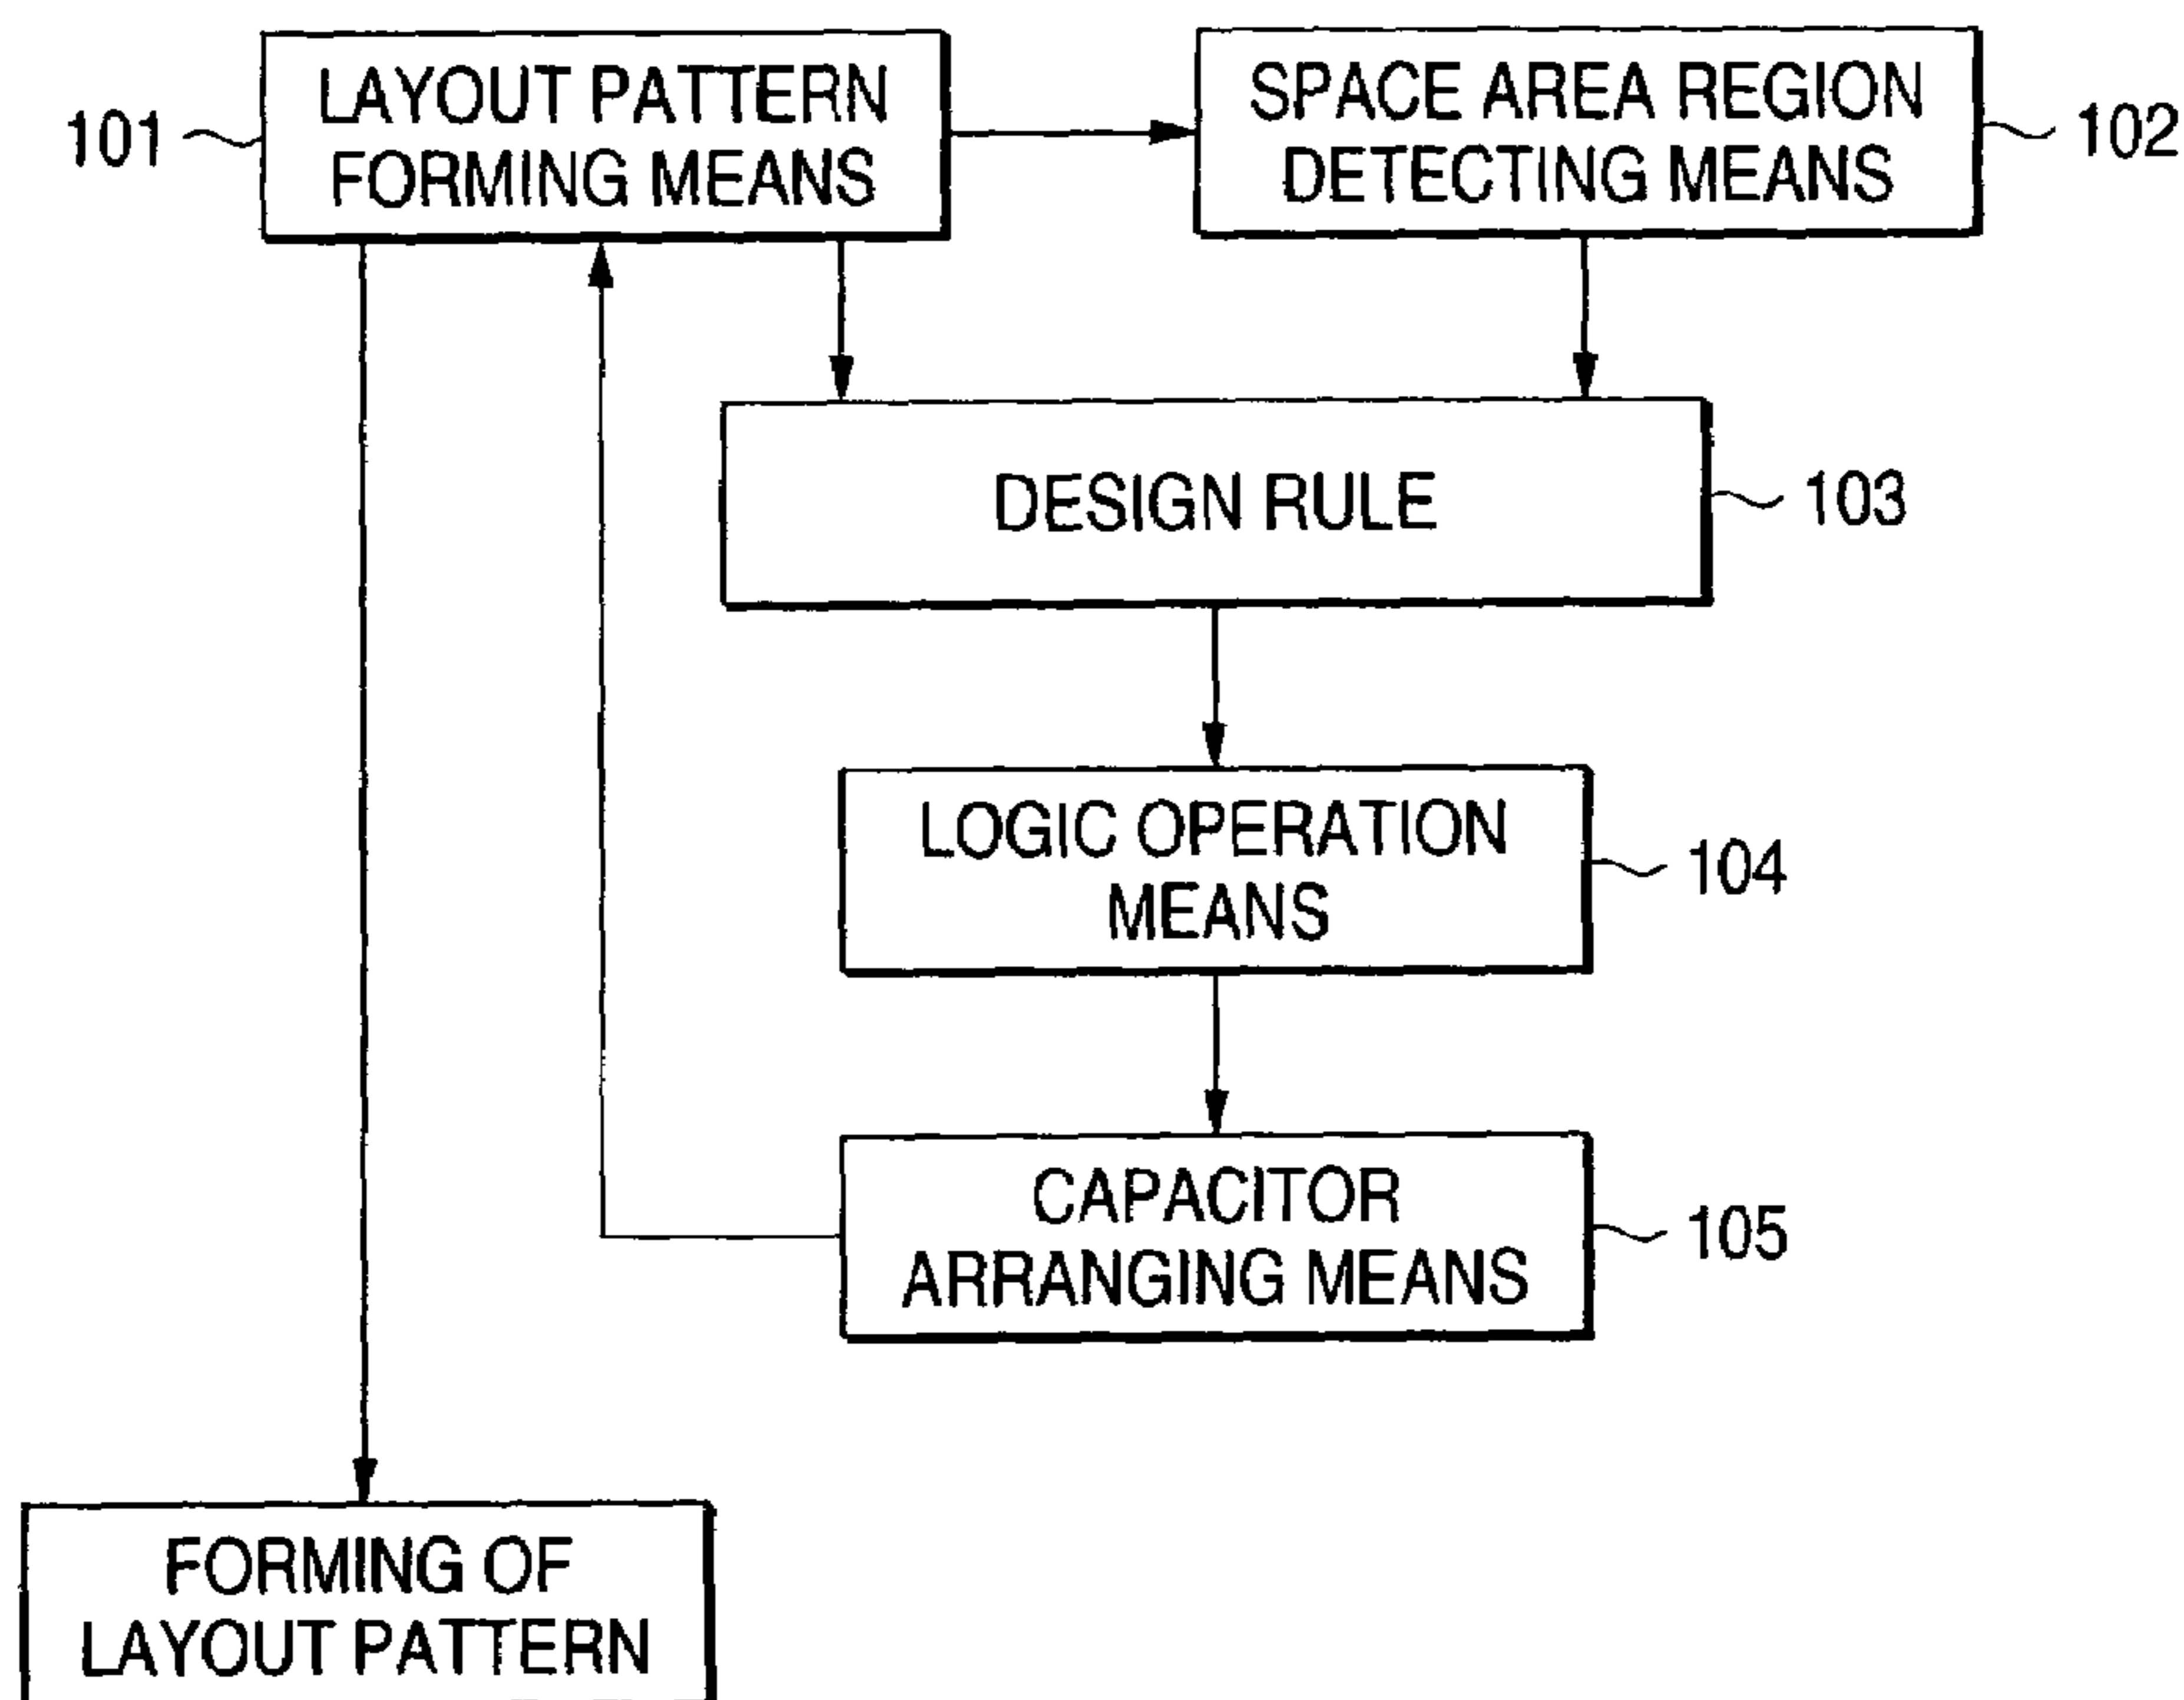 101
LAYOUT PATTERN
FORMING MEANS
SPACE AREA REGION
DETECTING MEANS
102
DESIGN RULE
103
LOGIC OPERATION
MEANS
104
CAPACITOR
ARRANGING MEANS
105
FORMING OF
LAYOUT PATTERN